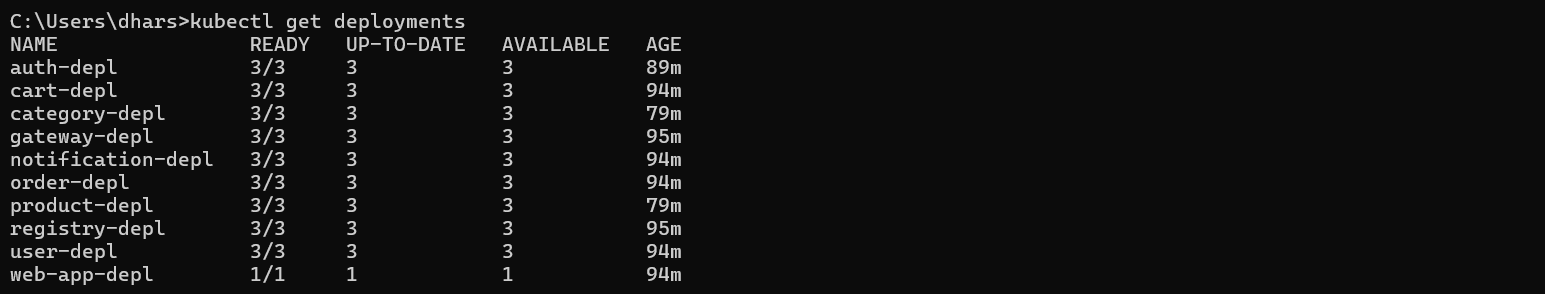 C:\Users\dhars>kubectl get deployments
NAME                READY   UP-TO-DATE   AVAILABLE   AGE
auth-depl           3/3     3            3           89m
cart-depl           3/3     3            3           94m
category-depl       3/3     3            3           79m
gateway-depl        3/3     3            3           95m
notification-depl   3/3     3            3           94m
order-depl          3/3     3            3           94m
product-depl        3/3     3            3           79m
registry-depl       3/3     3            3           95m
user-depl           3/3     3            3           94m
web-app-depl        1/1     1            1           94m